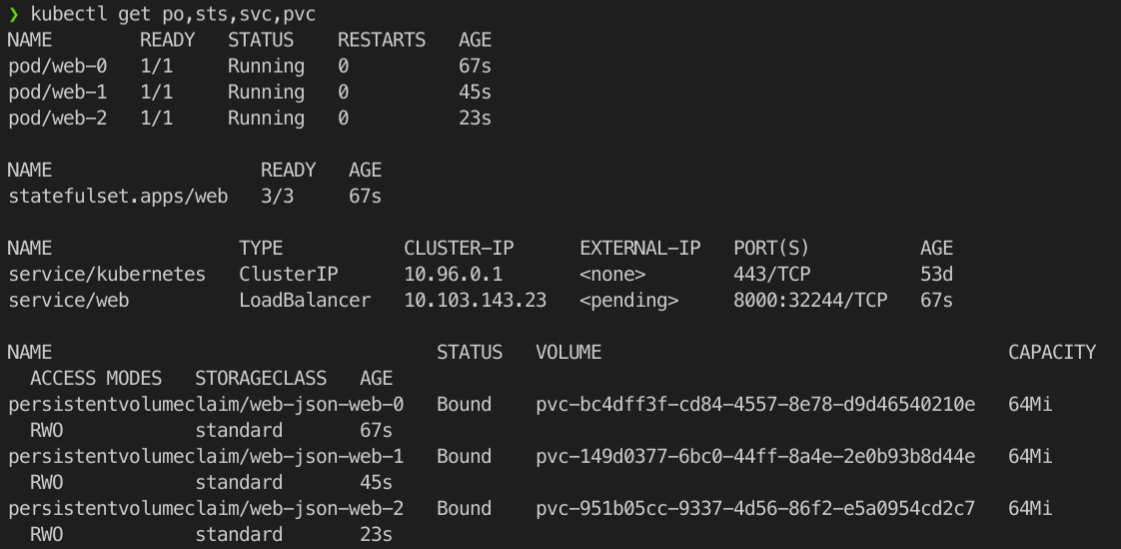 ❯ kubectl get po,sts,svc,pvc
NAME        READY   STATUS    RESTARTS   AGE
pod/web-0   1/1     Running   0          67s
pod/web-1   1/1     Running   0          45s
pod/web-2   1/1     Running   0          23s

NAME                   READY   AGE
statefulset.apps/web   3/3     67s

NAME                 TYPE           CLUSTER-IP      EXTERNAL-IP   PORT(S)          AGE
service/kubernetes   ClusterIP      10.96.0.1       <none>        443/TCP          53d
service/web          LoadBalancer   10.103.143.23   <pending>     8000:32244/TCP   67s

NAME                                   STATUS   VOLUME                                     CAPACITY
  ACCESS MODES   STORAGECLASS   AGE
persistentvolumeclaim/web-json-web-0   Bound    pvc-bc4dff3f-cd84-4557-8e78-d9d46540210e   64Mi
  RWO            standard       67s
persistentvolumeclaim/web-json-web-1   Bound    pvc-149d0377-6bc0-44ff-8a4e-2e0b93b8d44e   64Mi
  RWO            standard       45s
persistentvolumeclaim/web-json-web-2   Bound    pvc-951b05cc-9337-4d56-86f2-e5a0954cd2c7   64Mi
  RWO            standard       23s